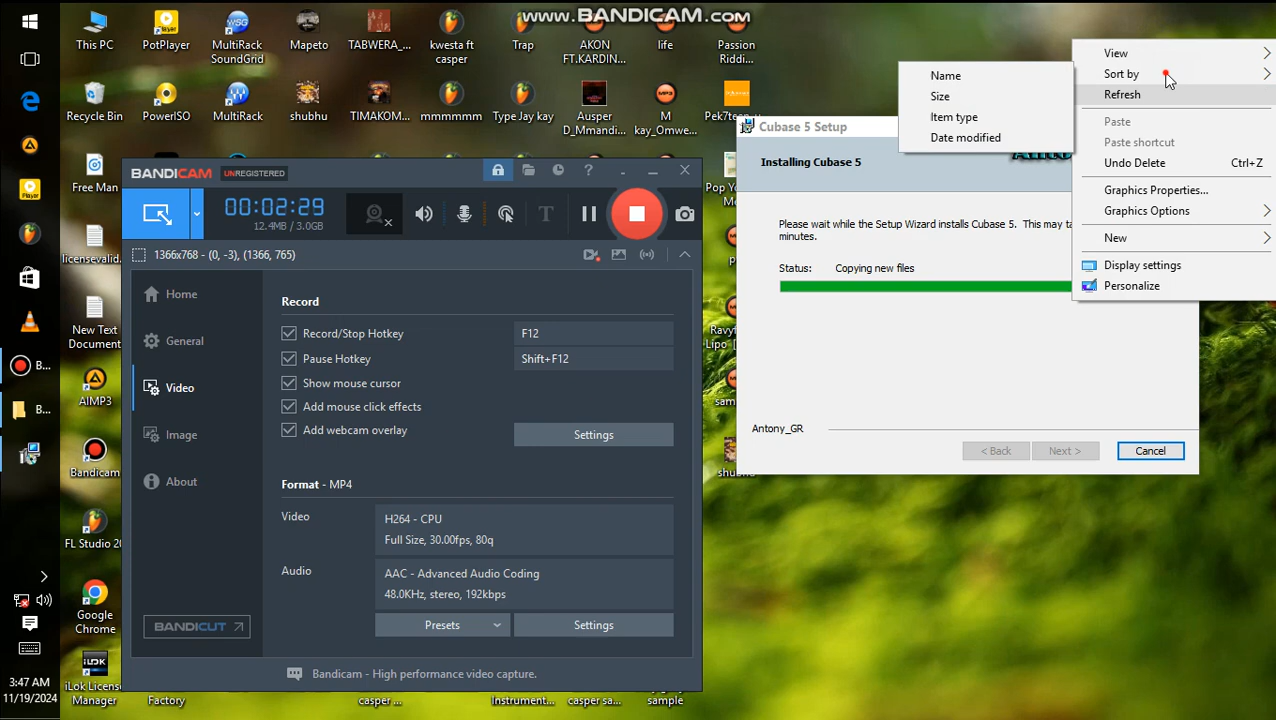 www.BANDICAM.com
This PC
PotPlayer
MultiRack
SoundGrid
Mapeto
TABWERA_...
kwesta ft
casper
Trap
AKON
FT.KARDIN...
life
Passion
Riddi...
Recycle Bin
PowerISO
MultiRack
shubhu
TIMAKOM...
mmmmmm
Type Jay kay
Ausper
D_Mmandi...
M
kay_Omwe...
Pek7tean...
View
Sort by
Refresh
Paste
Paste shortcut
Undo Delete
Ctrl+Z
Graphics Properties...
Graphics Options
New
Display settings
Personalize
Name
Size
Item type
Date modified
Free Man
licensevalid...
New Text
Document...
AIMP3
Bandicam
FL Studio 20
Google
Chrome
iLok License
Manager
B...
B...
3:47 AM
11/19/2024
BANDICAM
UNREGISTERED
00:02:29
12.4MB / 3.0GB
1366x768 - (0, -3), (1366, 765)
Home
General
Video
Image
About
BANDICUT
Record
Record/Stop Hotkey
F12
Pause Hotkey
Shift+F12
Show mouse cursor
Add mouse click effects
Add webcam overlay
Settings
Format - MP4
Video
H264 - CPU
Full Size, 30.00fps, 80q
Audio
AAC - Advanced Audio Coding
48.0KHz, stereo, 192kbps
Presets
Settings
Bandicam - High performance video capture.
Cubase 5 Setup
Installing Cubase 5
Please wait while the Setup Wizard installs Cubase 5. This may ta
minutes.
Status:
Copying new files
Antony_GR
< Back
Next >
Cancel
Pop Yo
Ravyf
Lipo_
sam
shubhu
Factory
casper ...
Instrument...
casper sa...
sample